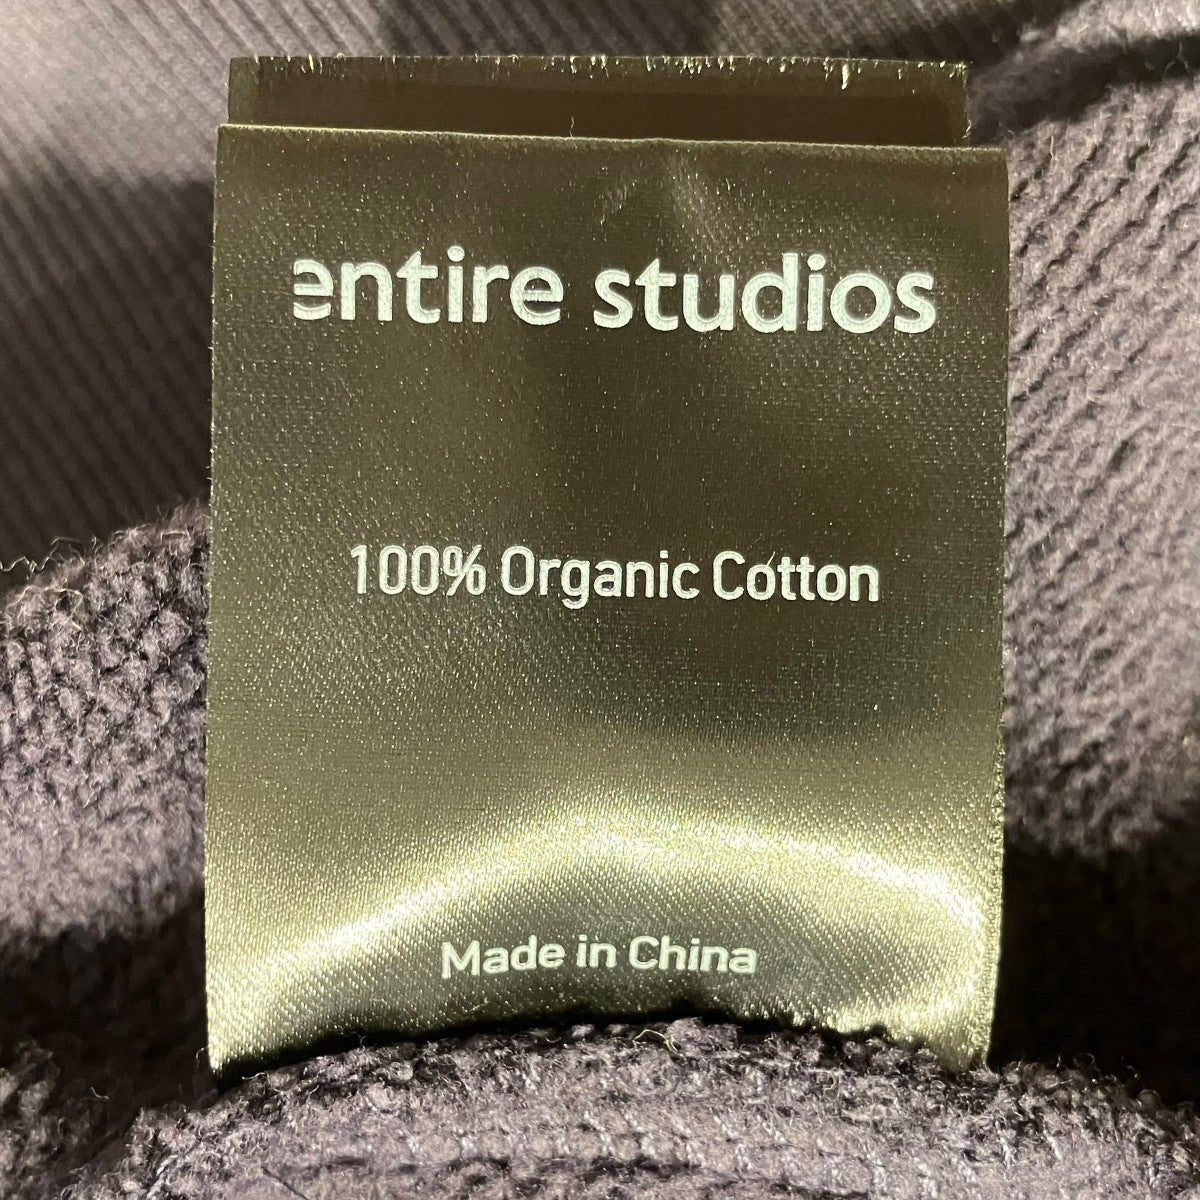 entire studios
100% Organic Cotton
Made in China